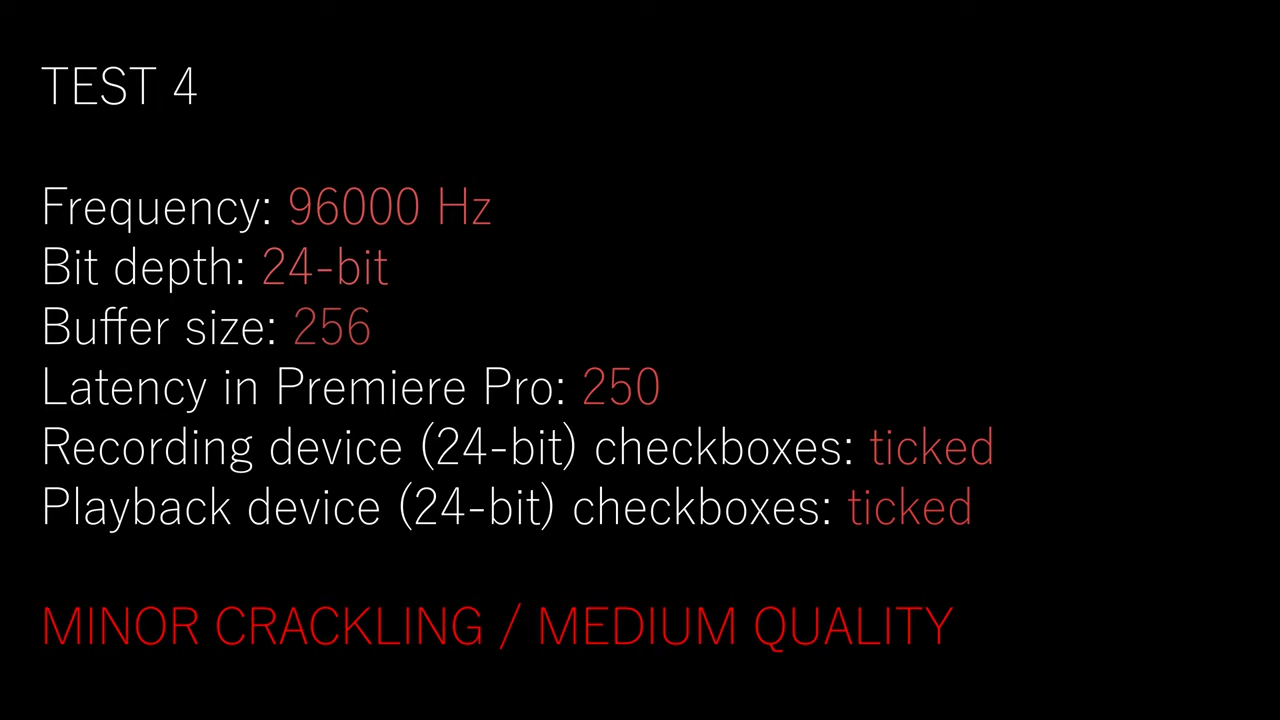 TEST 4
Frequency: 96000 Hz
Bit depth: 24-bit
Buffer size: 256
Latency in Premiere Pro: 250
Recording device (24-bit) checkboxes: ticked
Playback device (24-bit) checkboxes: ticked
MINOR CRACKLING / MEDIUM QUALITY